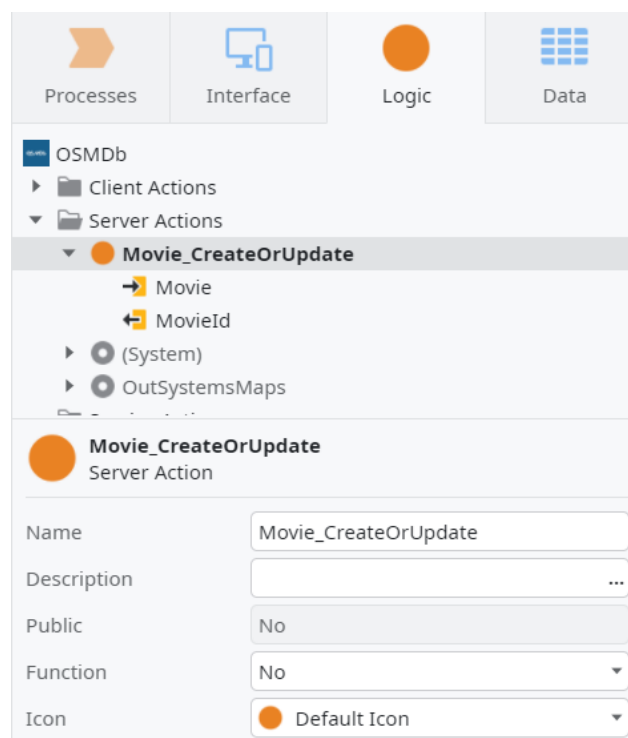 Processes Interface Logic Data
OSMDb
Client Actions
Server Actions
Movie_CreateOrUpdate
Movie
MovieId
(System)
OutSystemsMaps
Movie_CreateOrUpdate
Server Action
Name Movie_CreateOrUpdate
Description ...
Public No
Function No
Icon Default Icon